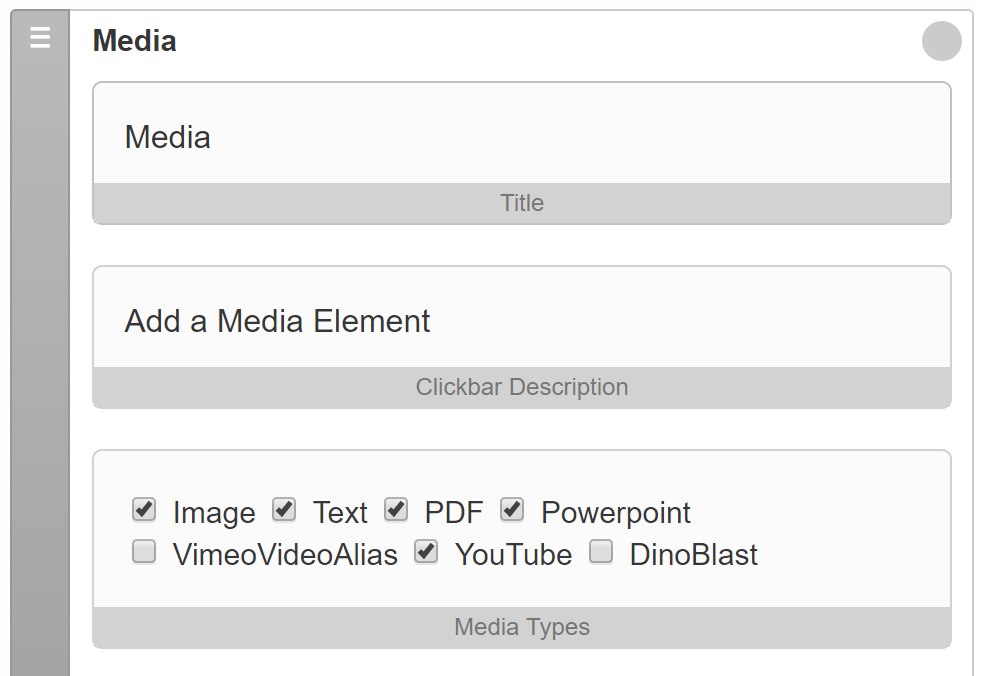 Media
Media
Title
Add a Media Element
Clickbar Description
Image Text PDF Powerpoint
VimeoVideoAlias YouTube DinoBlast
Media Types